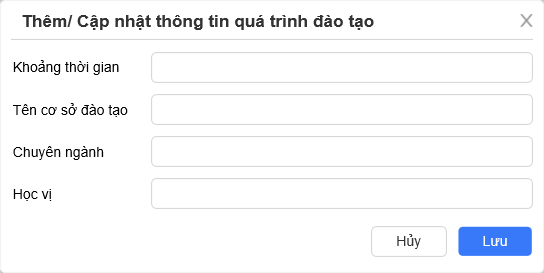 Thêm/ Cập nhật thông tin quá trình đào tạo
Khoảng thời gian
Tên cơ sở đào tạo
Chuyên ngành
Học vị
Hủy
Lưu